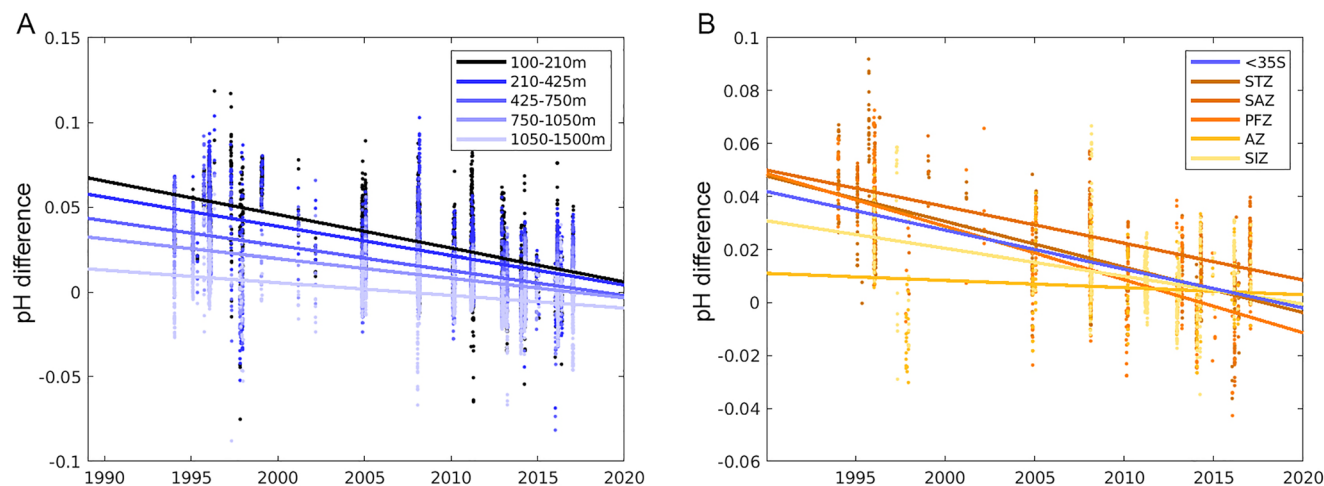 A
pH difference
0.15
0.1
0.05
0
-0.05
-0.1
1990 1995 2000 2005 2010 2015 2020
100-210m
210-425m
425-750m
750-1050m
1050-1500m
B
pH difference
0.1
0.08
0.06
0.04
0.02
0
-0.02
-0.04
-0.06
1995 2000 2005 2010 2015 2020
<35S
STZ
SAZ
PFZ
AZ
SIZ